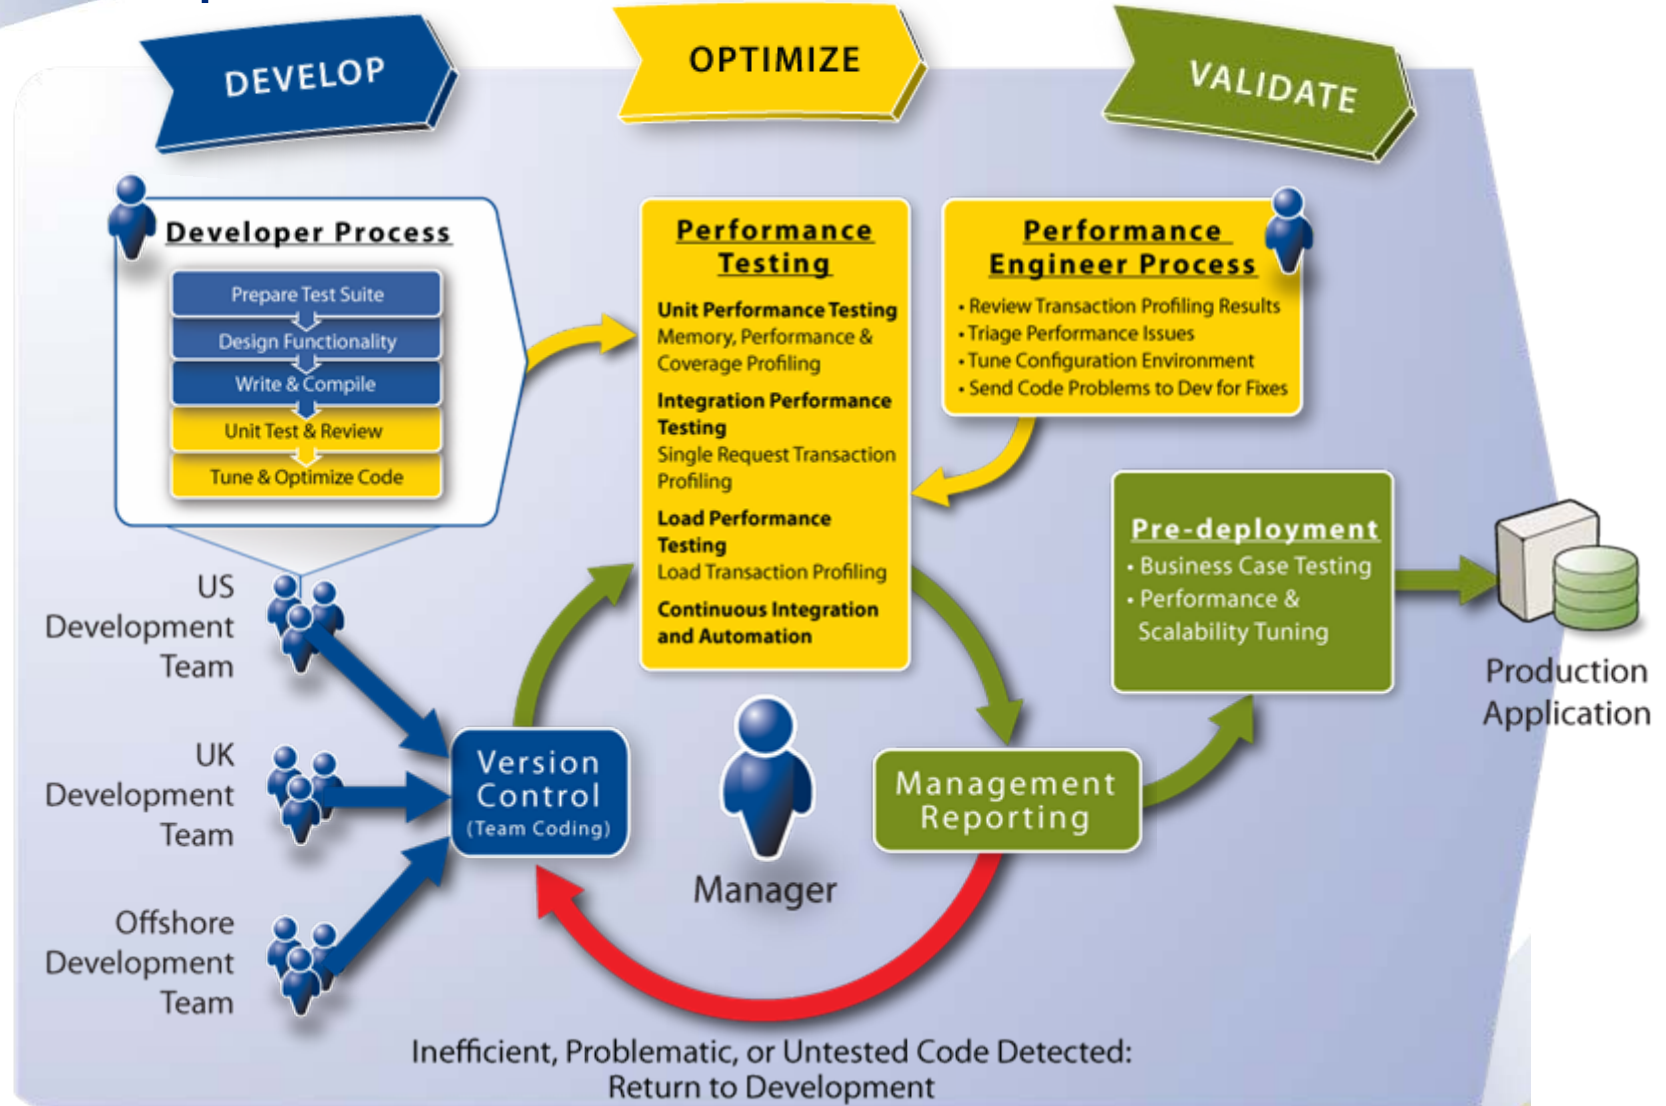 DEVELOP
OPTIMIZE
VALIDATE
Developer Process
Prepare Test Suite
Design Functionality
Write & Compile
Unit Test & Review
Tune & Optimize Code
Performance
Testing
Unit Performance Testing
Memory, Performance &
Coverage Profiling
Integration Performance
Testing
Single Request Transaction
Profiling
Load Performance
Testing
Load Transaction Profiling
Continuous Integration
and Automation
Performance
Engineer Process
• Review Transaction Profiling Results
• Triage Performance Issues
• Tune Configuration Environment
• Send Code Problems to Dev for Fixes
Pre-deployment
• Business Case Testing
• Performance &
Scalability Tuning
Production
Application
US
Development
Team
UK
Development
Team
Offshore
Development
Team
Version
Control
(Team Coding)
Manager
Management
Reporting
Inefficient, Problematic, or Untested Code Detected:
Return to Development